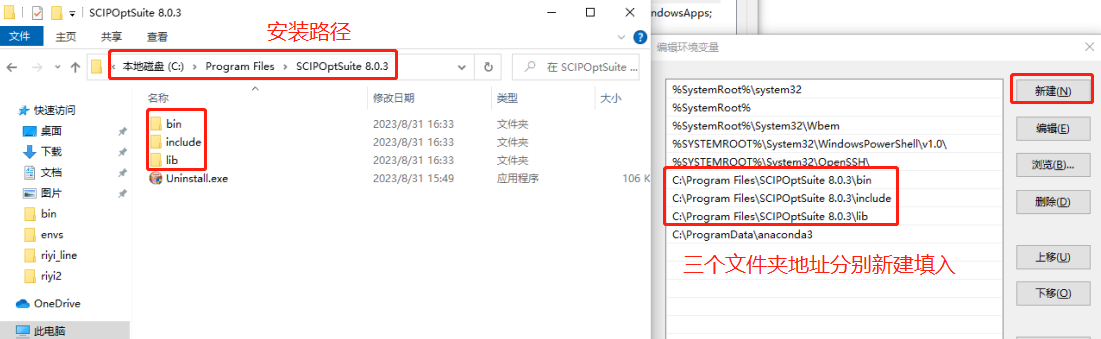 SCIPOptSuite 8.0.3
安装路径
文件
主页
共享
查看
本地磁盘 (C:)
Program Files
SCIPOptSuite 8.0.3
在 SCIPOptSuite ...
快速访问
桌面
下载
文档
图片
bin
envs
riyi_line
riyi2
OneDrive
此电脑
名称
修改日期
类型
大小
bin
2023/8/31 16:33
文件夹
include
2023/8/31 16:33
文件夹
lib
2023/8/31 16:33
文件夹
Uninstall.exe
2023/8/31 15:49
应用程序
106 K
ndowsApps;
编辑环境变量
%SystemRoot%\system32
%SystemRoot%
%SystemRoot%\System32\Wbem
%SYSTEMROOT%\System32\WindowsPowerShell\v1.0\
%SYSTEMROOT%\System32\OpenSSH\
C:\Program Files\SCIPOptSuite 8.0.3\bin
C:\Program Files\SCIPOptSuite 8.0.3\include
C:\Program Files\SCIPOptSuite 8.0.3\lib
C:\ProgramData\anaconda3
三个文件夹地址分别新建填入
新建(N)
编辑(E)
浏览(B)...
删除(D)
上移(U)
下移(O)